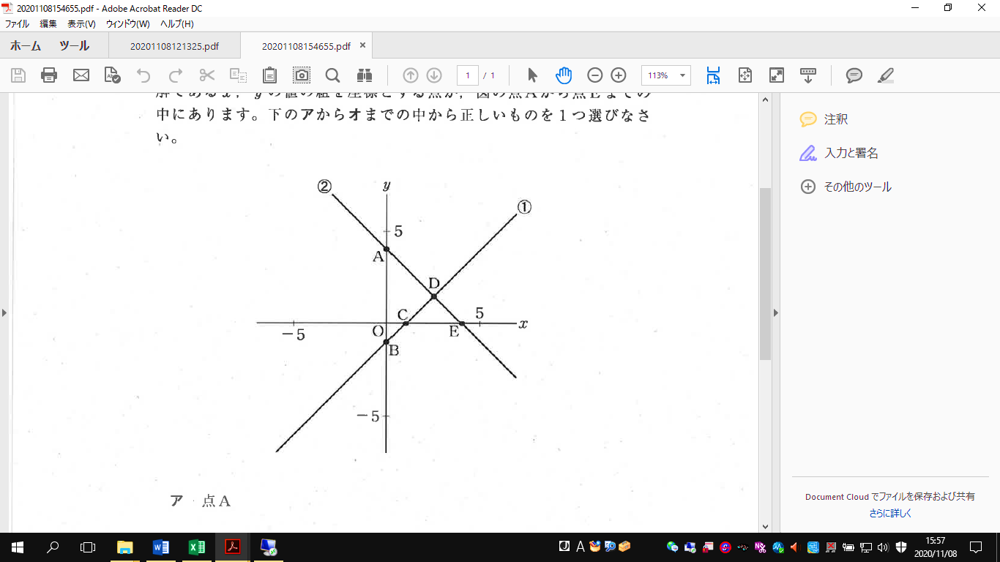 20201108154655.pdf - Adobe Acrobat Reader DC
ファイル 編集 表示(V) ウィンドウ(W) ヘルプ(H)
ホーム ツール 20201108121325.pdf 20201108154655.pdf ×
1 / 1 113%
解であるx，yの値の組を座標とする点が，図の点Aから点Eまでの
中にあります。下のアからオまでの中から正しいものを1つ選びなさ
い。
② y
①
5
A
D
C 5
O E x
－5
B
－5
ア 点A
注釈
入力と署名
その他のツール
Document Cloud でファイルを保存および共有
さらに詳しく
A
15:57
2020/11/08